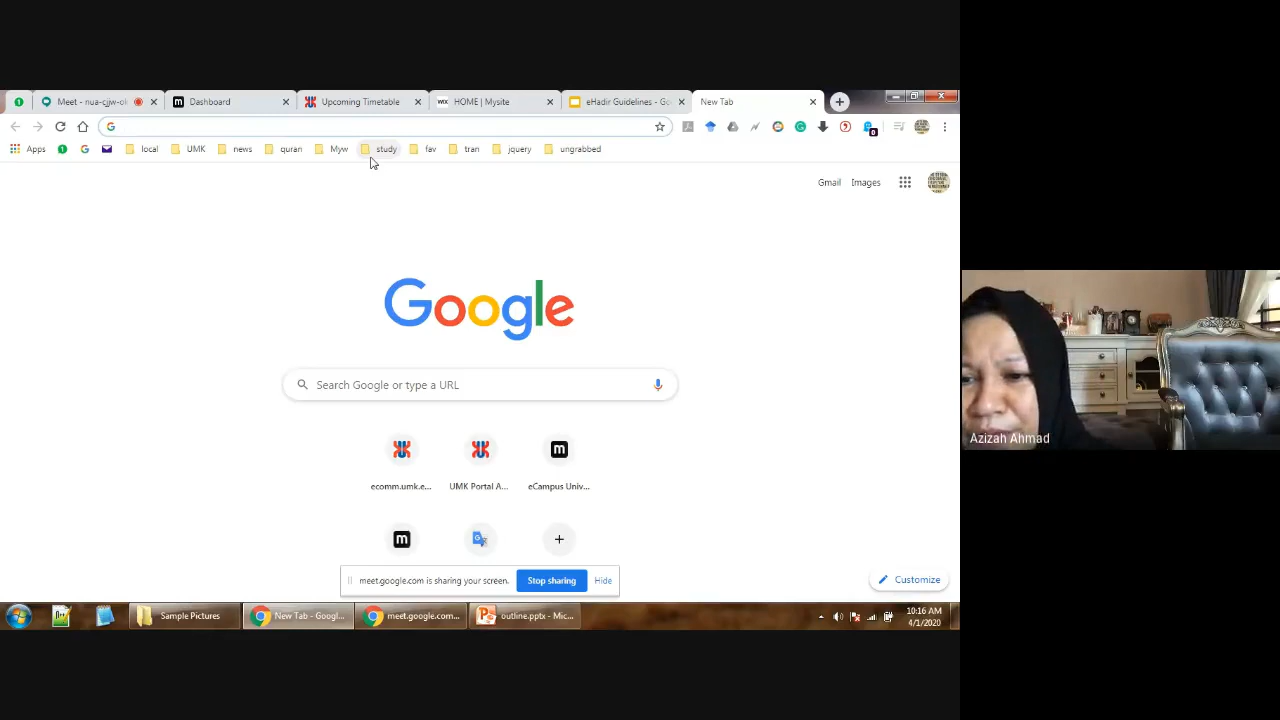 Meet - nua-cjjw-oi
Dashboard
Upcoming Timetable
WIX HOME | Mysite
eHadir Guidelines - Go
New Tab
Apps
local
UMK
news
quran
Myw
study
fav
tran
jquery
ungrabbed
Gmail
Images
Google
Search Google or type a URL
ecomm.umk.e...
UMK Portal A...
eCampus Univ...
meet.google.com is sharing your screen.
Stop sharing
Hide
Customize
Azizah Ahmad
Sample Pictures
New Tab - Googl...
meet.google.com...
outline.pptx - Mic...
10:16 AM
4/1/2020